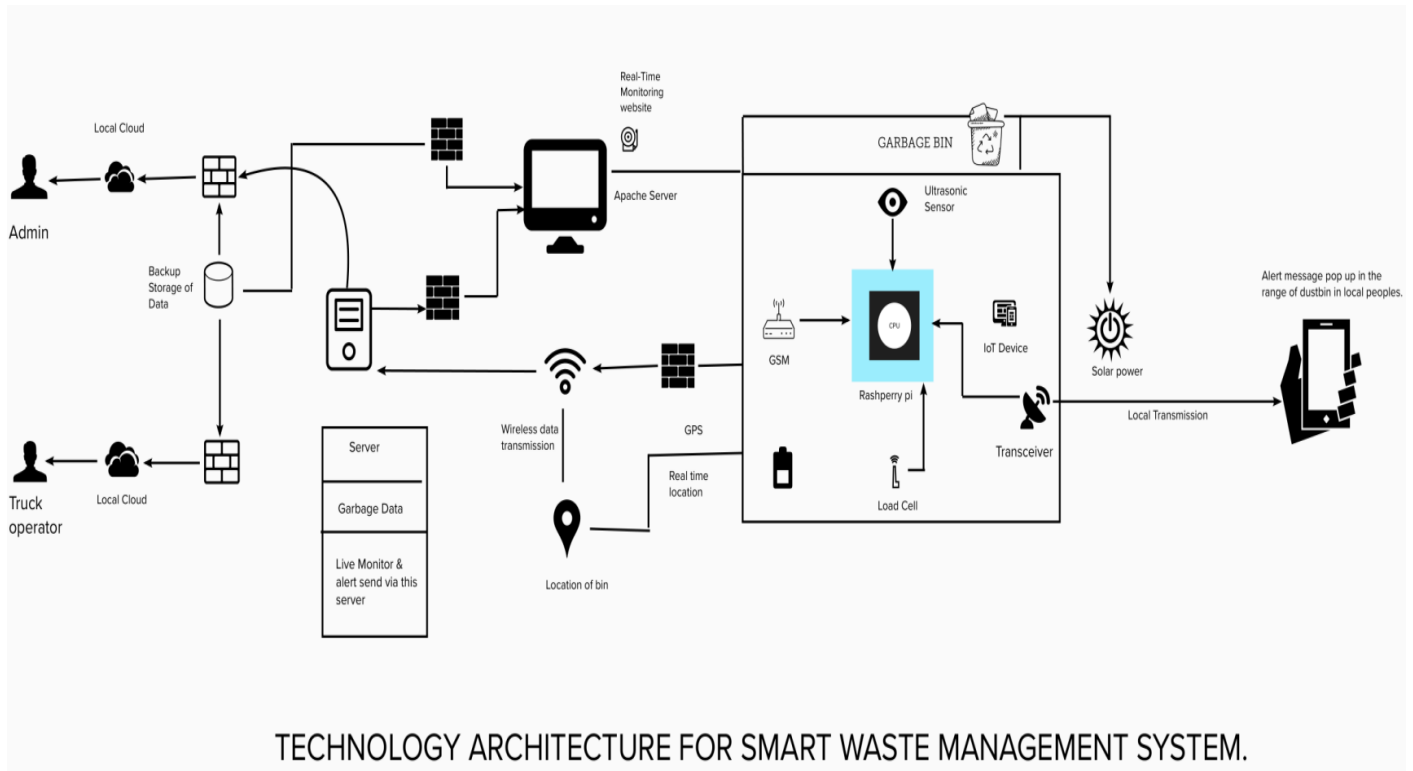 Real-Time
Monitoring
website
Local Cloud
GARBAGE BIN
Ultrasonic
Sensor
Apache Server
Admin
Backup
Storage of
Data
Alert message pop up in the
range of dustbin in local peoples.
CPU
GSM
IoT Device
Solar power
Rashperry pi
Local Transmission
Wireless data
transmission
GPS
Server
Transceiver
Real time
location
Truck
operator
Local Cloud
Garbage Data
Load Cell
Live Monitor &
alert send via this
server
Location of bin
TECHNOLOGY ARCHITECTURE FOR SMART WASTE MANAGEMENT SYSTEM.